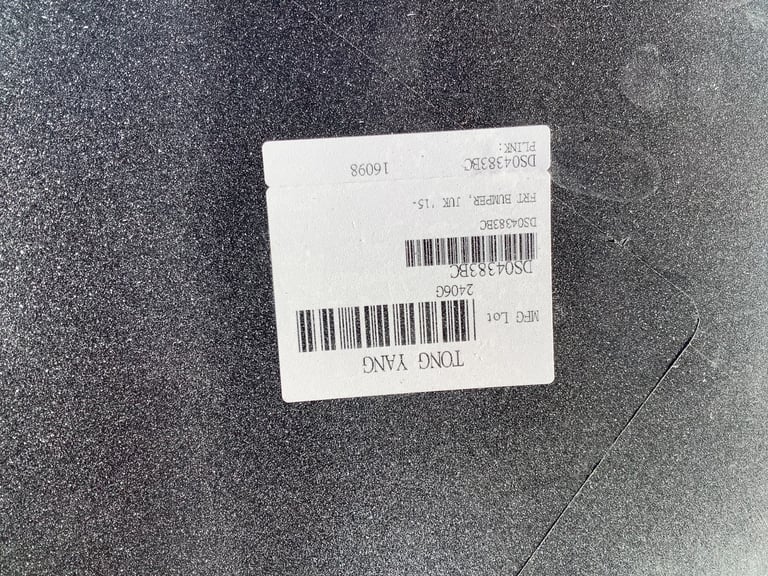 TONG YANG
MFG Lot
2406G
DS04383BC
DS04383BC
FRT BUMPER, JUK '15-
DS04383BC 16098
PLINK: